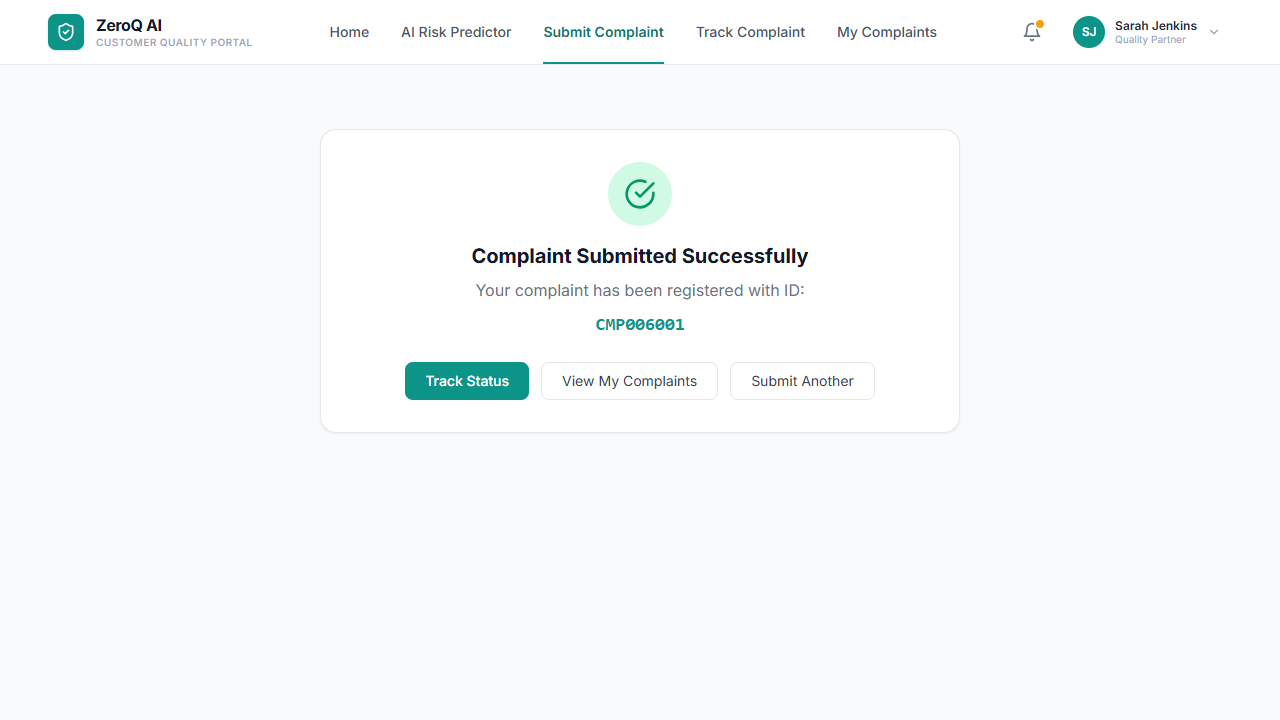 ZeroQ AI
CUSTOMER QUALITY PORTAL
Home
AI Risk Predictor
Submit Complaint
Track Complaint
My Complaints
SJ
Sarah Jenkins
Quality Partner
Complaint Submitted Successfully
Your complaint has been registered with ID:
CMP006001
Track Status
View My Complaints
Submit Another